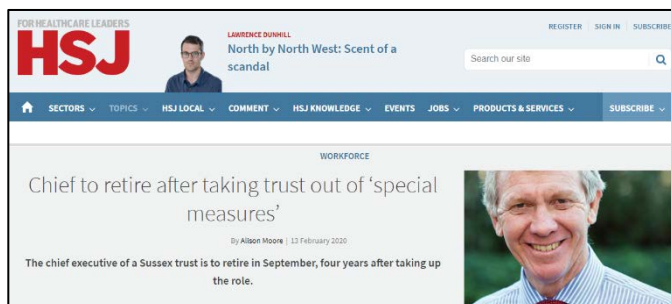 FOR HEALTHCARE LEADERS
HSJ
LAWRENCE DUNHILL
North by North West: Scent of a
scandal
REGISTER SIGN IN SUBSCRIBE
Search our site
SECTORS TOPICS HSJ LOCAL COMMENT HSJ KNOWLEDGE EVENTS JOBS PRODUCTS & SERVICES SUBSCRIBE
WORKFORCE
Chief to retire after taking trust out of ‘special
measures’
By Alison Moore | 13 February 2020
The chief executive of a Sussex trust is to retire in September, four years after taking up
the role.